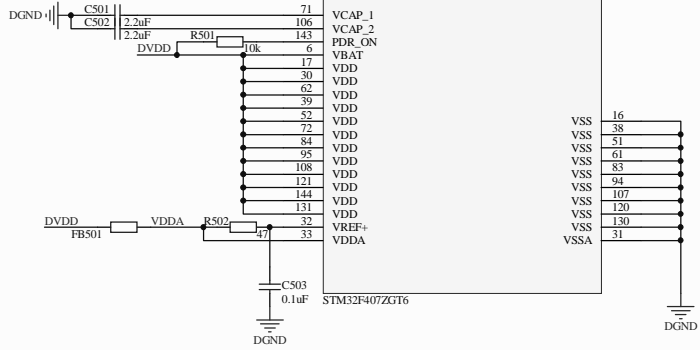 DGND C501 71 VCAP_1
C502 2.2uF 106 VCAP_2
2.2uF R501 143 PDR_ON
DVDD 10k 6 VBAT
17 VDD
30 VDD
62 VDD
39 VDD
52 VDD VSS 16
72 VDD VSS 38
84 VDD VSS 51
95 VDD VSS 61
108 VDD VSS 83
121 VDD VSS 94
144 VDD VSS 107
131 VDD VSS 120
DVDD VDDA R502 32 VREF+ VSS 130
FB501 47 33 VDDA VSSA 31
C503
0.1uF STM32F407ZGT6
DGND DGND